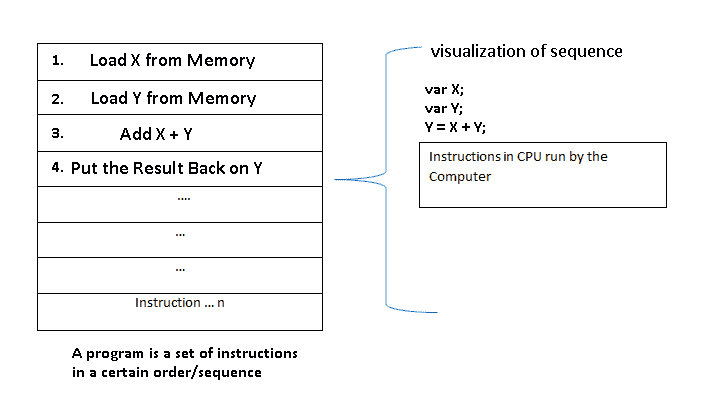 1. Load X from Memory
2. Load Y from Memory
3. Add X + Y
4. Put the Result Back on Y
....
...
...
Instruction ... n
A program is a set of instructions
in a certain order/sequence
visualization of sequence
var X;
var Y;
Y = X + Y;
Instructions in CPU run by the
Computer